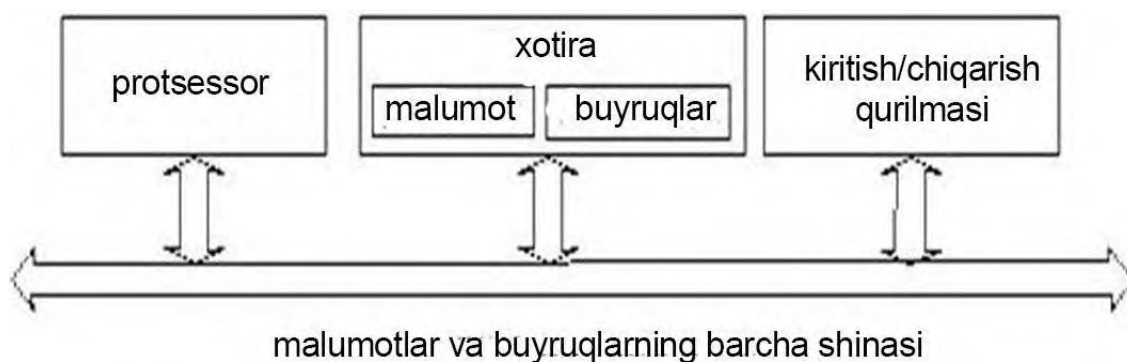 protsessor
xotira
malumot
buyruqlar
kiritish/chiqarish
qurilmasi
malumotlar va buyruqlarning barcha shinasi